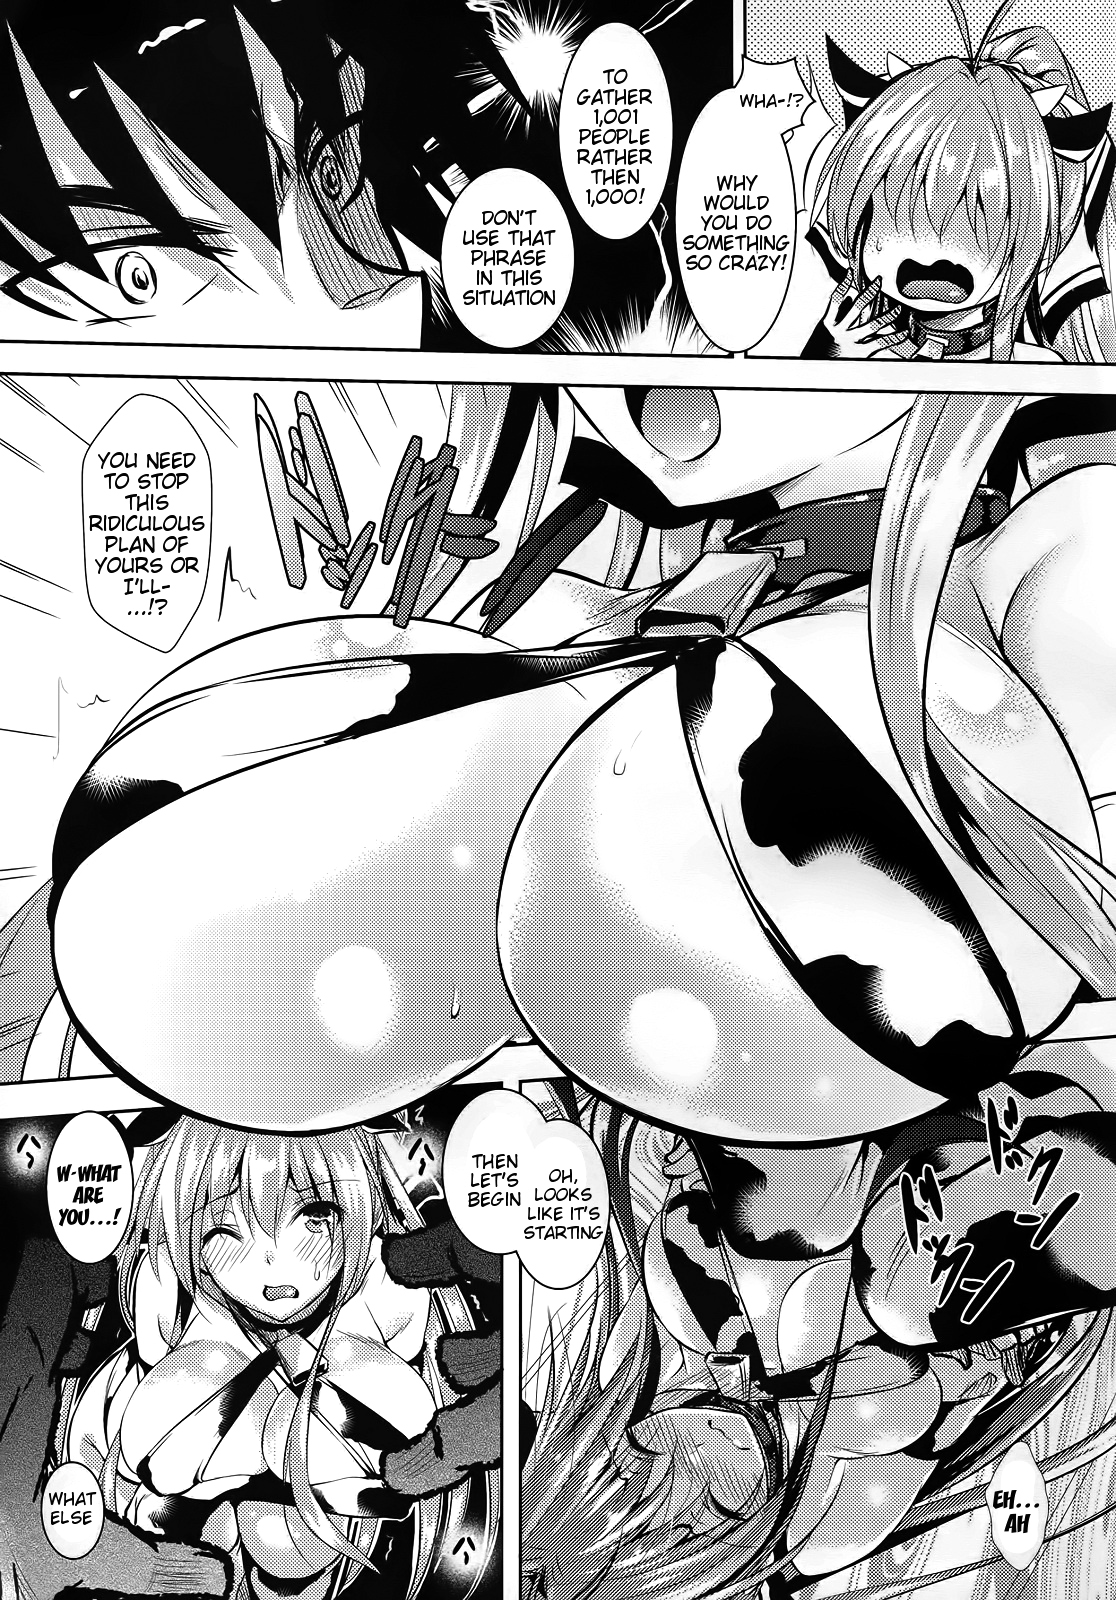 WHA-!?
WHY
WOULD
YOU DO
SOMETHING
SO CRAZY!
TO
GATHER
1,001
PEOPLE
RATHER
THEN
1,000!
DON'T
USE THAT
PHRASE
IN THIS
SITUATION
YOU NEED
TO STOP
THIS
RIDICULOUS
PLAN OF
YOURS OR
I'LL-
...!?
OH,
LOOKS
LIKE IT'S
STARTING
THEN
LET'S
BEGIN
EH...
AH
W-WHAT
ARE
YOU...!
WHAT
ELSE